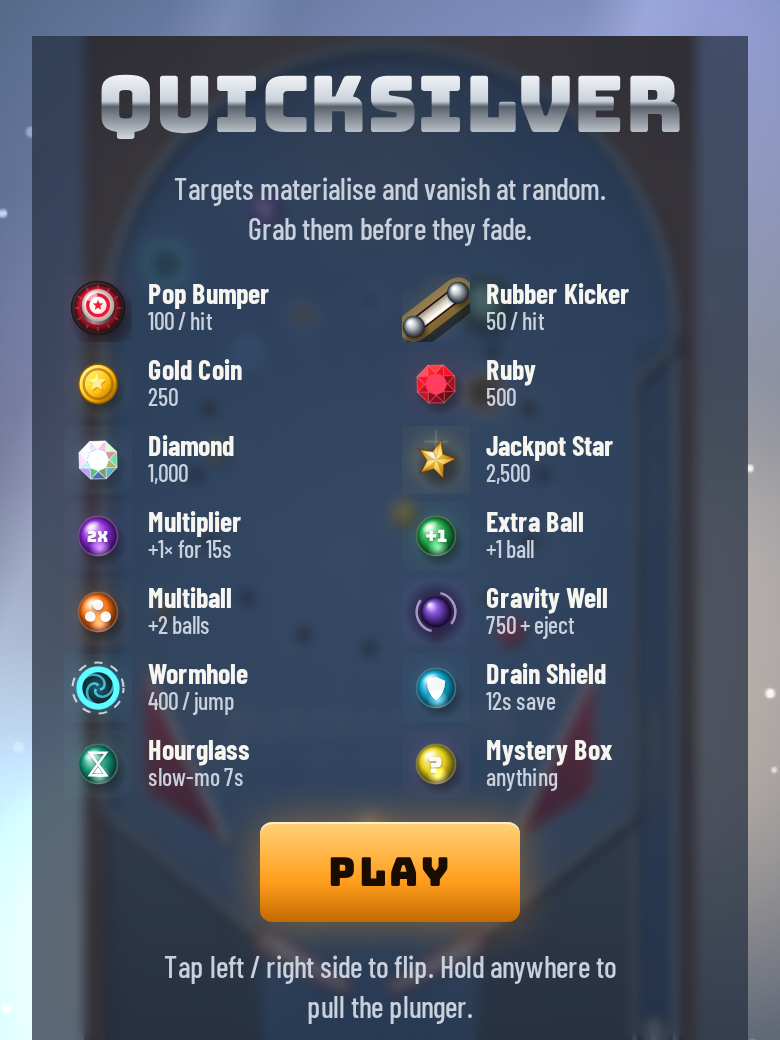 QUICKSILVER
Targets materialise and vanish at random.
Grab them before they fade.
Pop Bumper
100 / hit
Rubber Kicker
50 / hit
Gold Coin
250
Ruby
500
Diamond
1,000
Jackpot Star
2,500
2X
Multiplier
+1× for 15s
+1
Extra Ball
+1 ball
Multiball
+2 balls
Gravity Well
750 + eject
Wormhole
400 / jump
Drain Shield
12s save
Hourglass
slow-mo 7s
?
Mystery Box
anything
PLAY
Tap left / right side to flip. Hold anywhere to
pull the plunger.